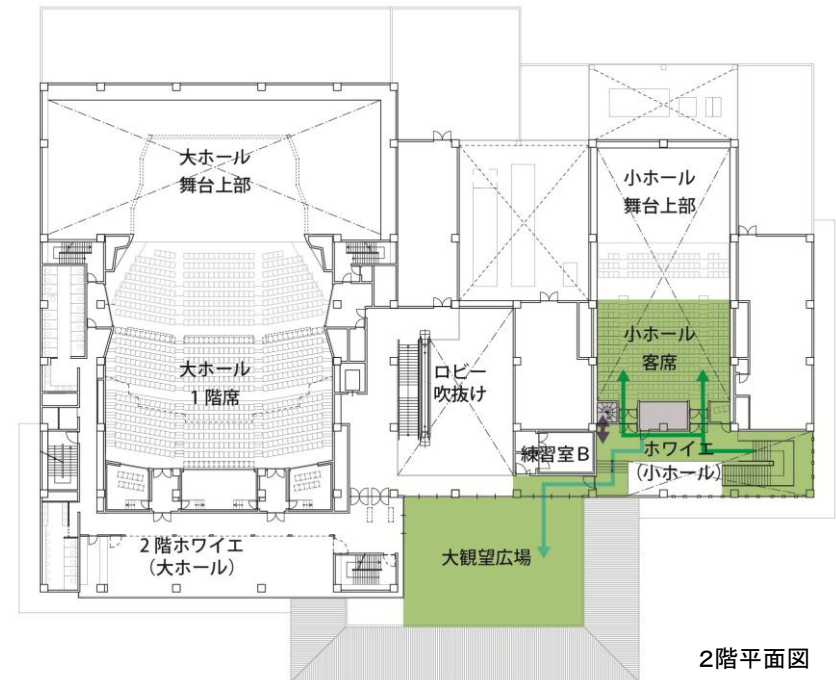 大ホール
舞台上部
小ホール
舞台上部
大ホール
1階席
ロビー
吹抜け
小ホール
客席
練習室B
ホワイエ
(小ホール)
2階ホワイエ
(大ホール)
大観望広場
2階平面図